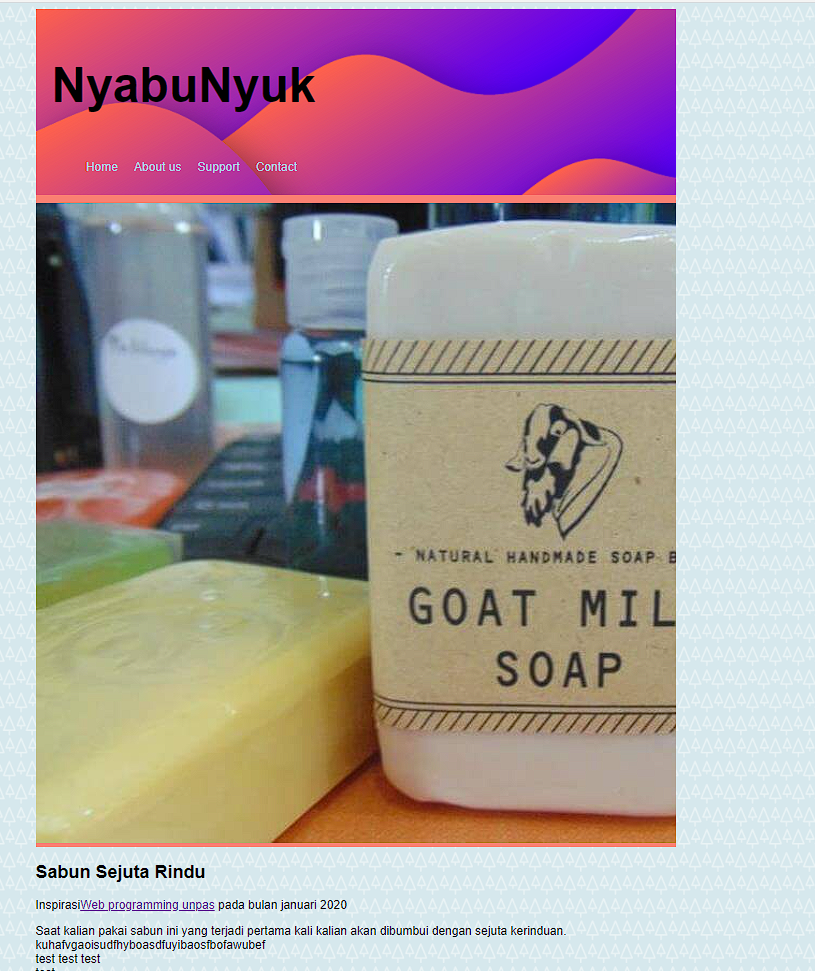 NyabuNyuk
Home About us Support Contact
- NATURAL HANDMADE SOAP B
GOAT MIL
SOAP
Sabun Sejuta Rindu
InspirasiWeb programming unpas pada bulan januari 2020
Saat kalian pakai sabun ini yang terjadi pertama kali kalian akan dibumbui dengan sejuta kerinduan.
kuhafvgaoisudfhyboasdfuyibaosfbofawubef
test test test